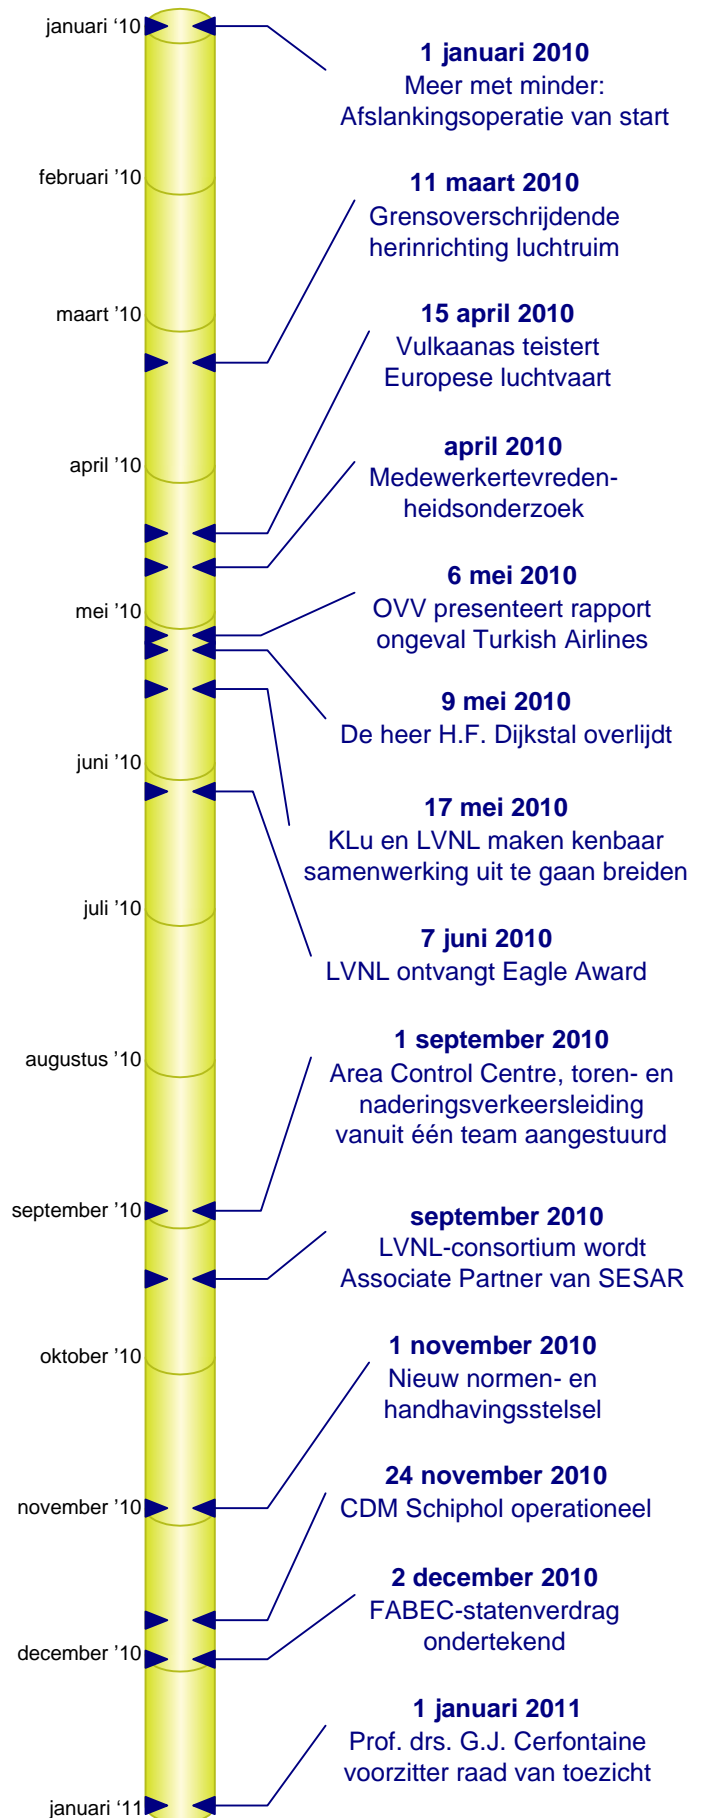 januari ‘10
1 januari 2010
Meer met minder:
Afslankingsoperatie van start
februari ’10
11 maart 2010
Grensoverschrijdende
herinrichting luchtruim
maart ’10
15 april 2010
Vulkaanas teistert
Europese luchtvaart
april ’10
april 2010
Medewerkertevreden-
heidsonderzoek
6 mei 2010
OVV presenteert rapport
ongeval Turkish Airlines
mei ’10
9 mei 2010
De heer H.F. Dijkstal overlijdt
juni ’10
17 mei 2010
KLu en LVNL maken kenbaar
samenwerking uit te gaan breiden
juli ’10
7 juni 2010
LVNL ontvangt Eagle Award
augustus ’10
1 september 2010
Area Control Centre, toren- en
naderingsverkeersleiding
vanuit één team aangestuurd
september ’10
september 2010
LVNL-consortium wordt
Associate Partner van SESAR
oktober ’10
1 november 2010
Nieuw normen- en
handhavingsstelsel
november ’10
24 november 2010
CDM Schiphol operationeel
2 december 2010
FABEC-statenverdrag
ondertekend
december ’10
1 januari 2011
Prof. drs. G.J. Cerfontaine
voorzitter raad van toezicht
januari ‘11